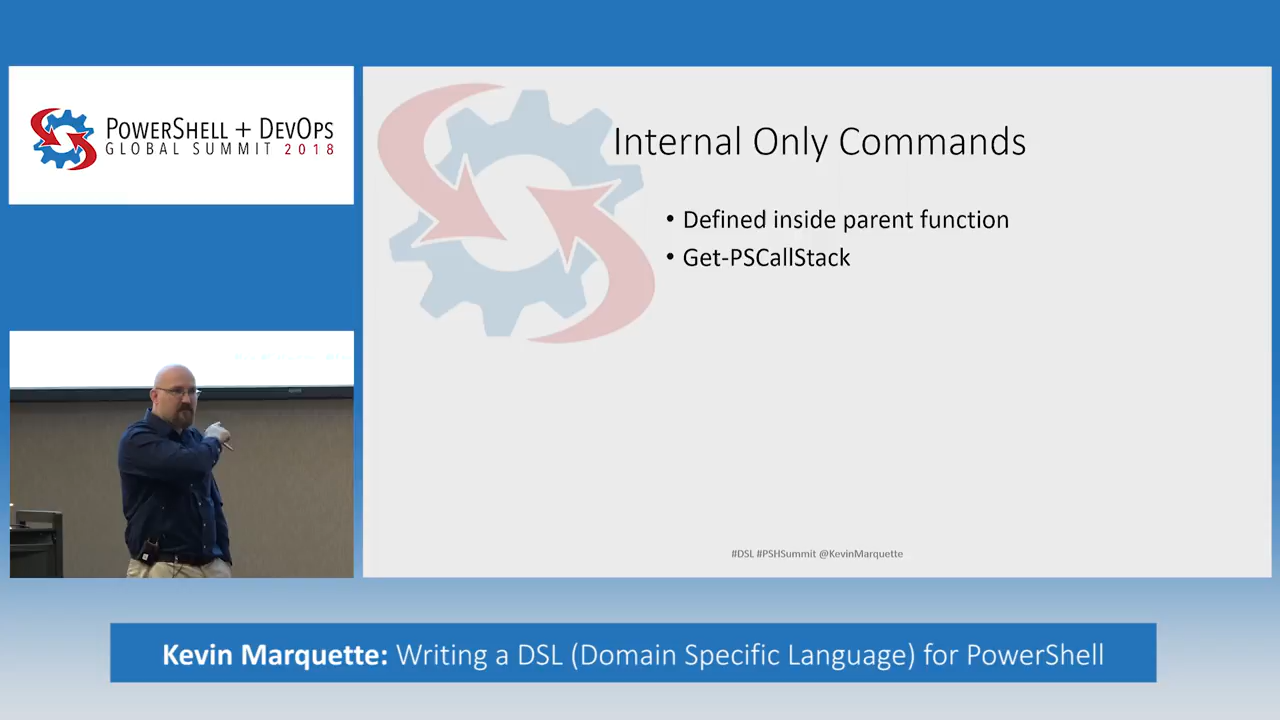 POWERSHELL + DEVOPS
GLOBAL SUMMIT 2018
Internal Only Commands
• Defined inside parent function
• Get-PSCallStack
#DSL #PSHSummit @KevinMarquette
Kevin Marquette: Writing a DSL (Domain Specific Language) for PowerShell